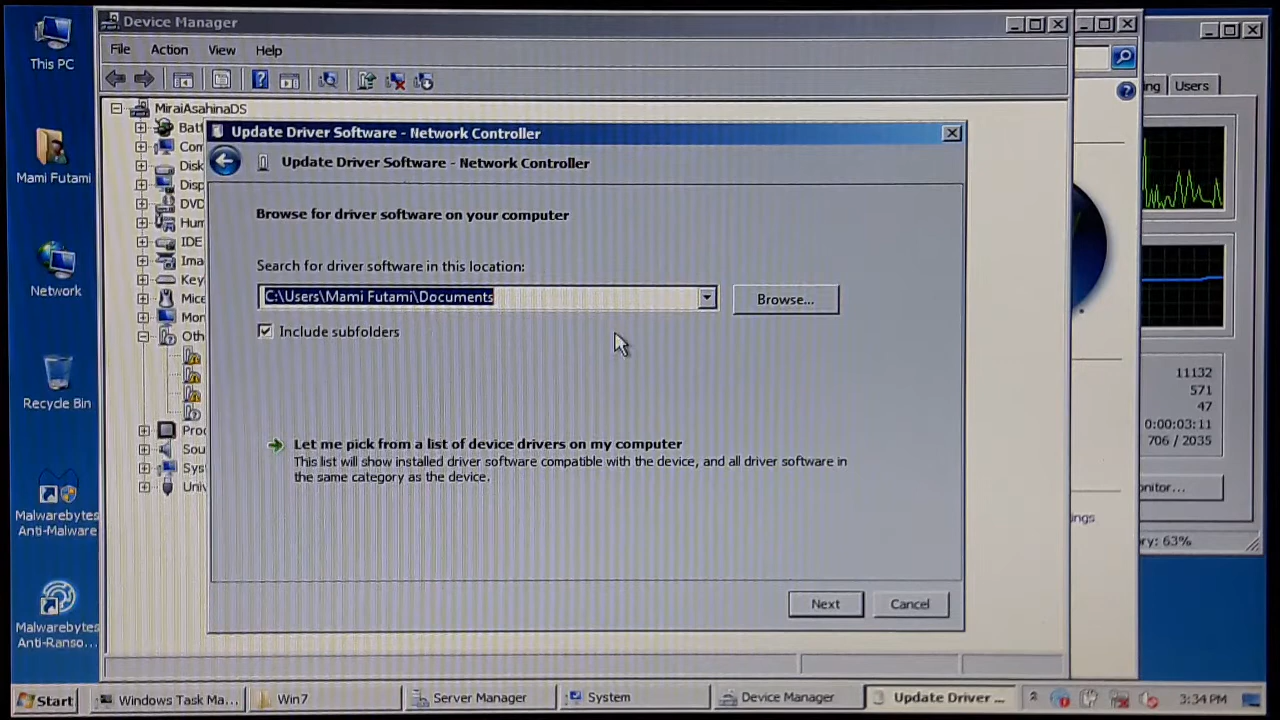 Device Manager
This PC
File Action View Help
MiraiAsahinaDS
Users
Mami Futami
Update Driver Software - Network Controller
Update Driver Software - Network Controller
Browse for driver software on your computer
Search for driver software in this location:
C:\Users\Mami Futami\Documents
Browse...
Include subfolders
Disk
DVD
IDE
Network
Recycle Bin
11132
571
47
0:00:03:11
706 / 2035
Let me pick from a list of device drivers on my computer
This list will show installed driver software compatible with the device, and all driver software in
the same category as the device.
Malwarebytes
Anti-Malware
Malwarebytes
Anti-Ranso...
Next Cancel
ry: 63%
Start
Windows Task Ma...
Win7
Server Manager
System
Device Manager
Update Driver ...
3:34 PM